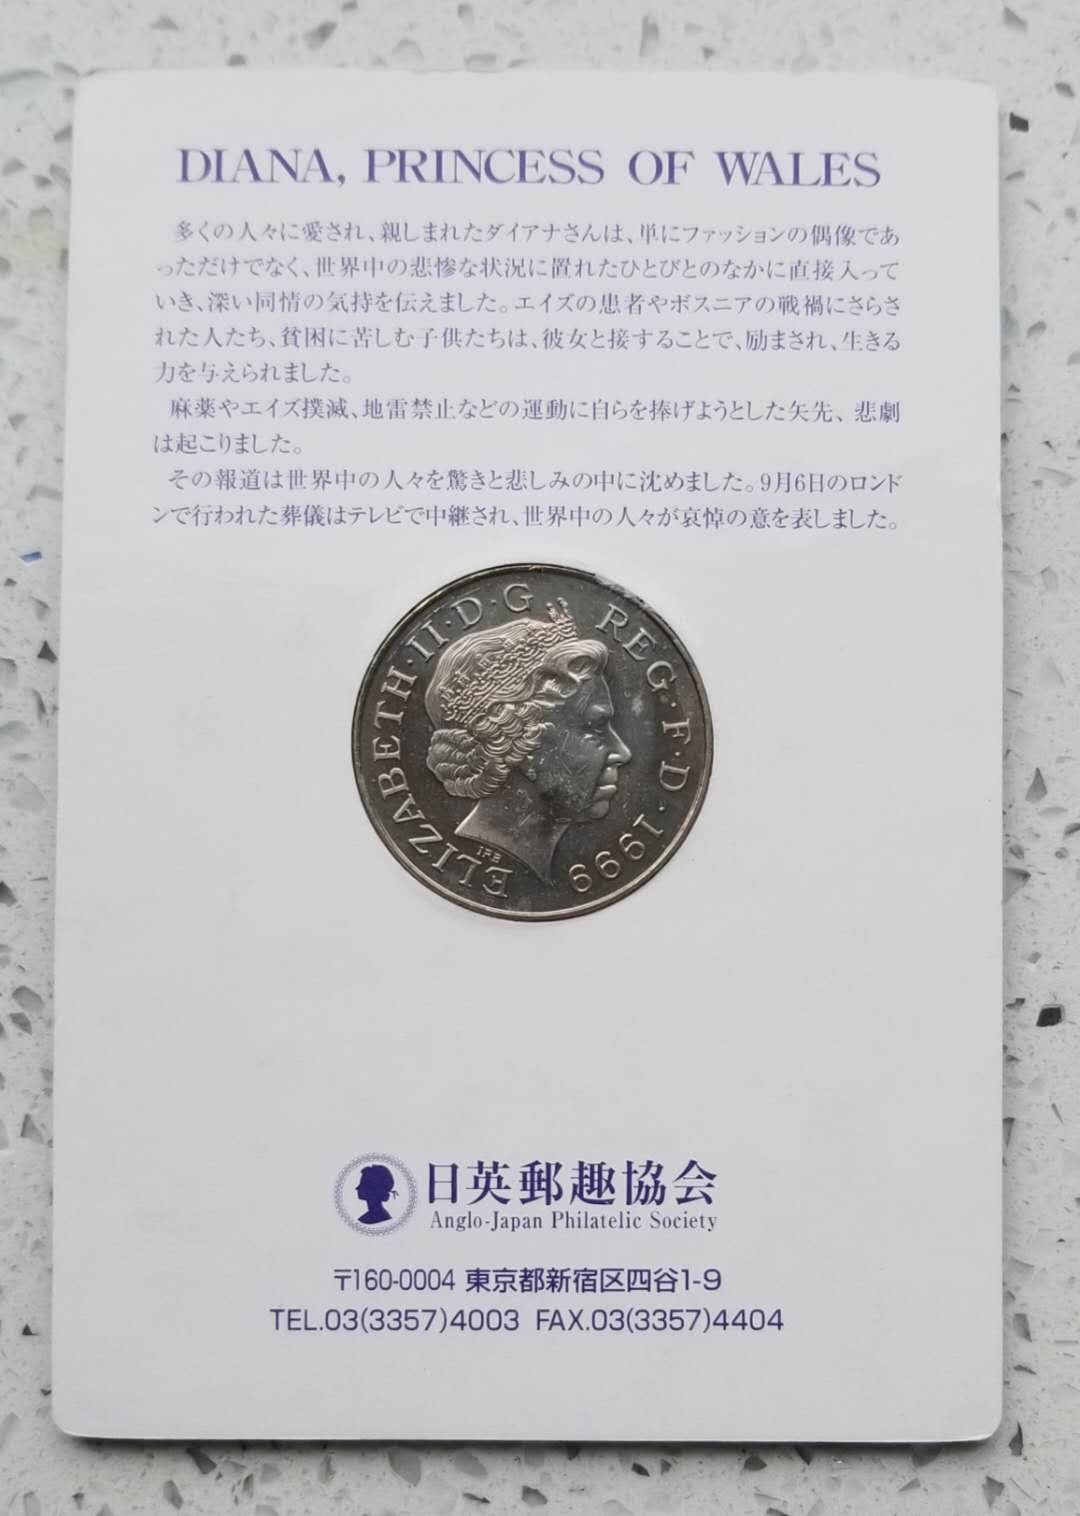 DIANA, PRINCESS OF WALES
多くの人々に愛され、親しまれたダイアナさんは、単にファッションの偶像であ
っただけでなく、世界中の悲惨な状況に置れたひとびとのなかに直接入って
いき、深い同情の気持を伝えました。エイズの患者やボスニアの戦禍にさらさ
れた人たち、貧困に苦しむ子供たちは、彼女と接することで、励まされ、生きる
力を与えられました。
麻薬やエイズ撲滅、地雷禁止などの運動に自らを捧げようとした矢先、悲劇
は起こりました。
その報道は世界中の人々を驚きと悲しみの中に沈めました。9月6日のロンド
ンで行われた葬儀はテレビで中継され、世界中の人々が哀悼の意を表しました。
ELIZABETH·II·D·G REG·F·D·1999
IRB
日英郵趣協会
Anglo-Japan Philatelic Society
〒160-0004 東京都新宿区四谷1-9
TEL.03(3357)4003 FAX.03(3357)4404